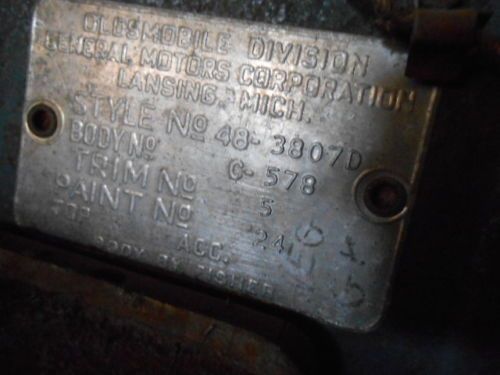 OLDSMOBILE DIVISION
GENERAL MOTORS CORPORATION
LANSING, MICH.
STYLE No 48-3807D
BODY No. C-578
TRIM No 5
PAINT No 24
TOP ACC.
BODY BY FISHER